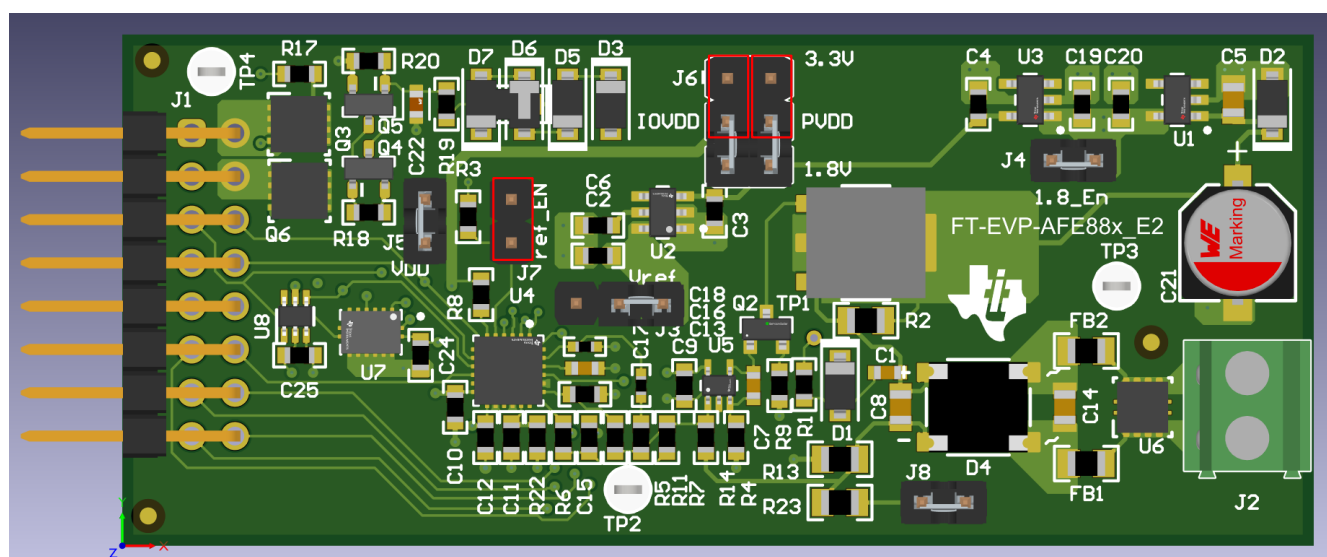 R17
TP4
R20
D7
D6
D5
D3
J6
3.3V
C4
U3
C19
C20
C5
D2
J1
Q3
Q5
Q4
C22
R19
IOVDD
PVDD
1.8V
U1
J4
R3
1.8_En
+
Q6
R18
J5
VDD
ref_EN
J7
C6
C2
U2
C3
FT-EVP-AFE88x_E2
WE
Marking
TP3
C21
U8
U7
C24
R8
U4
Vref
C18
C16
C13
J3
C17
Q2
TP1
R2
FB2
C25
C9
U5
C1
+
C8
~
C14
U6
C10
C7
R9
R1
D1
-
~
D4
R13
J8
FB1
J2
C12
C11
R22
R6
C15
TP2
R5
R11
R7
R14
R4
R23
Y
Z
X